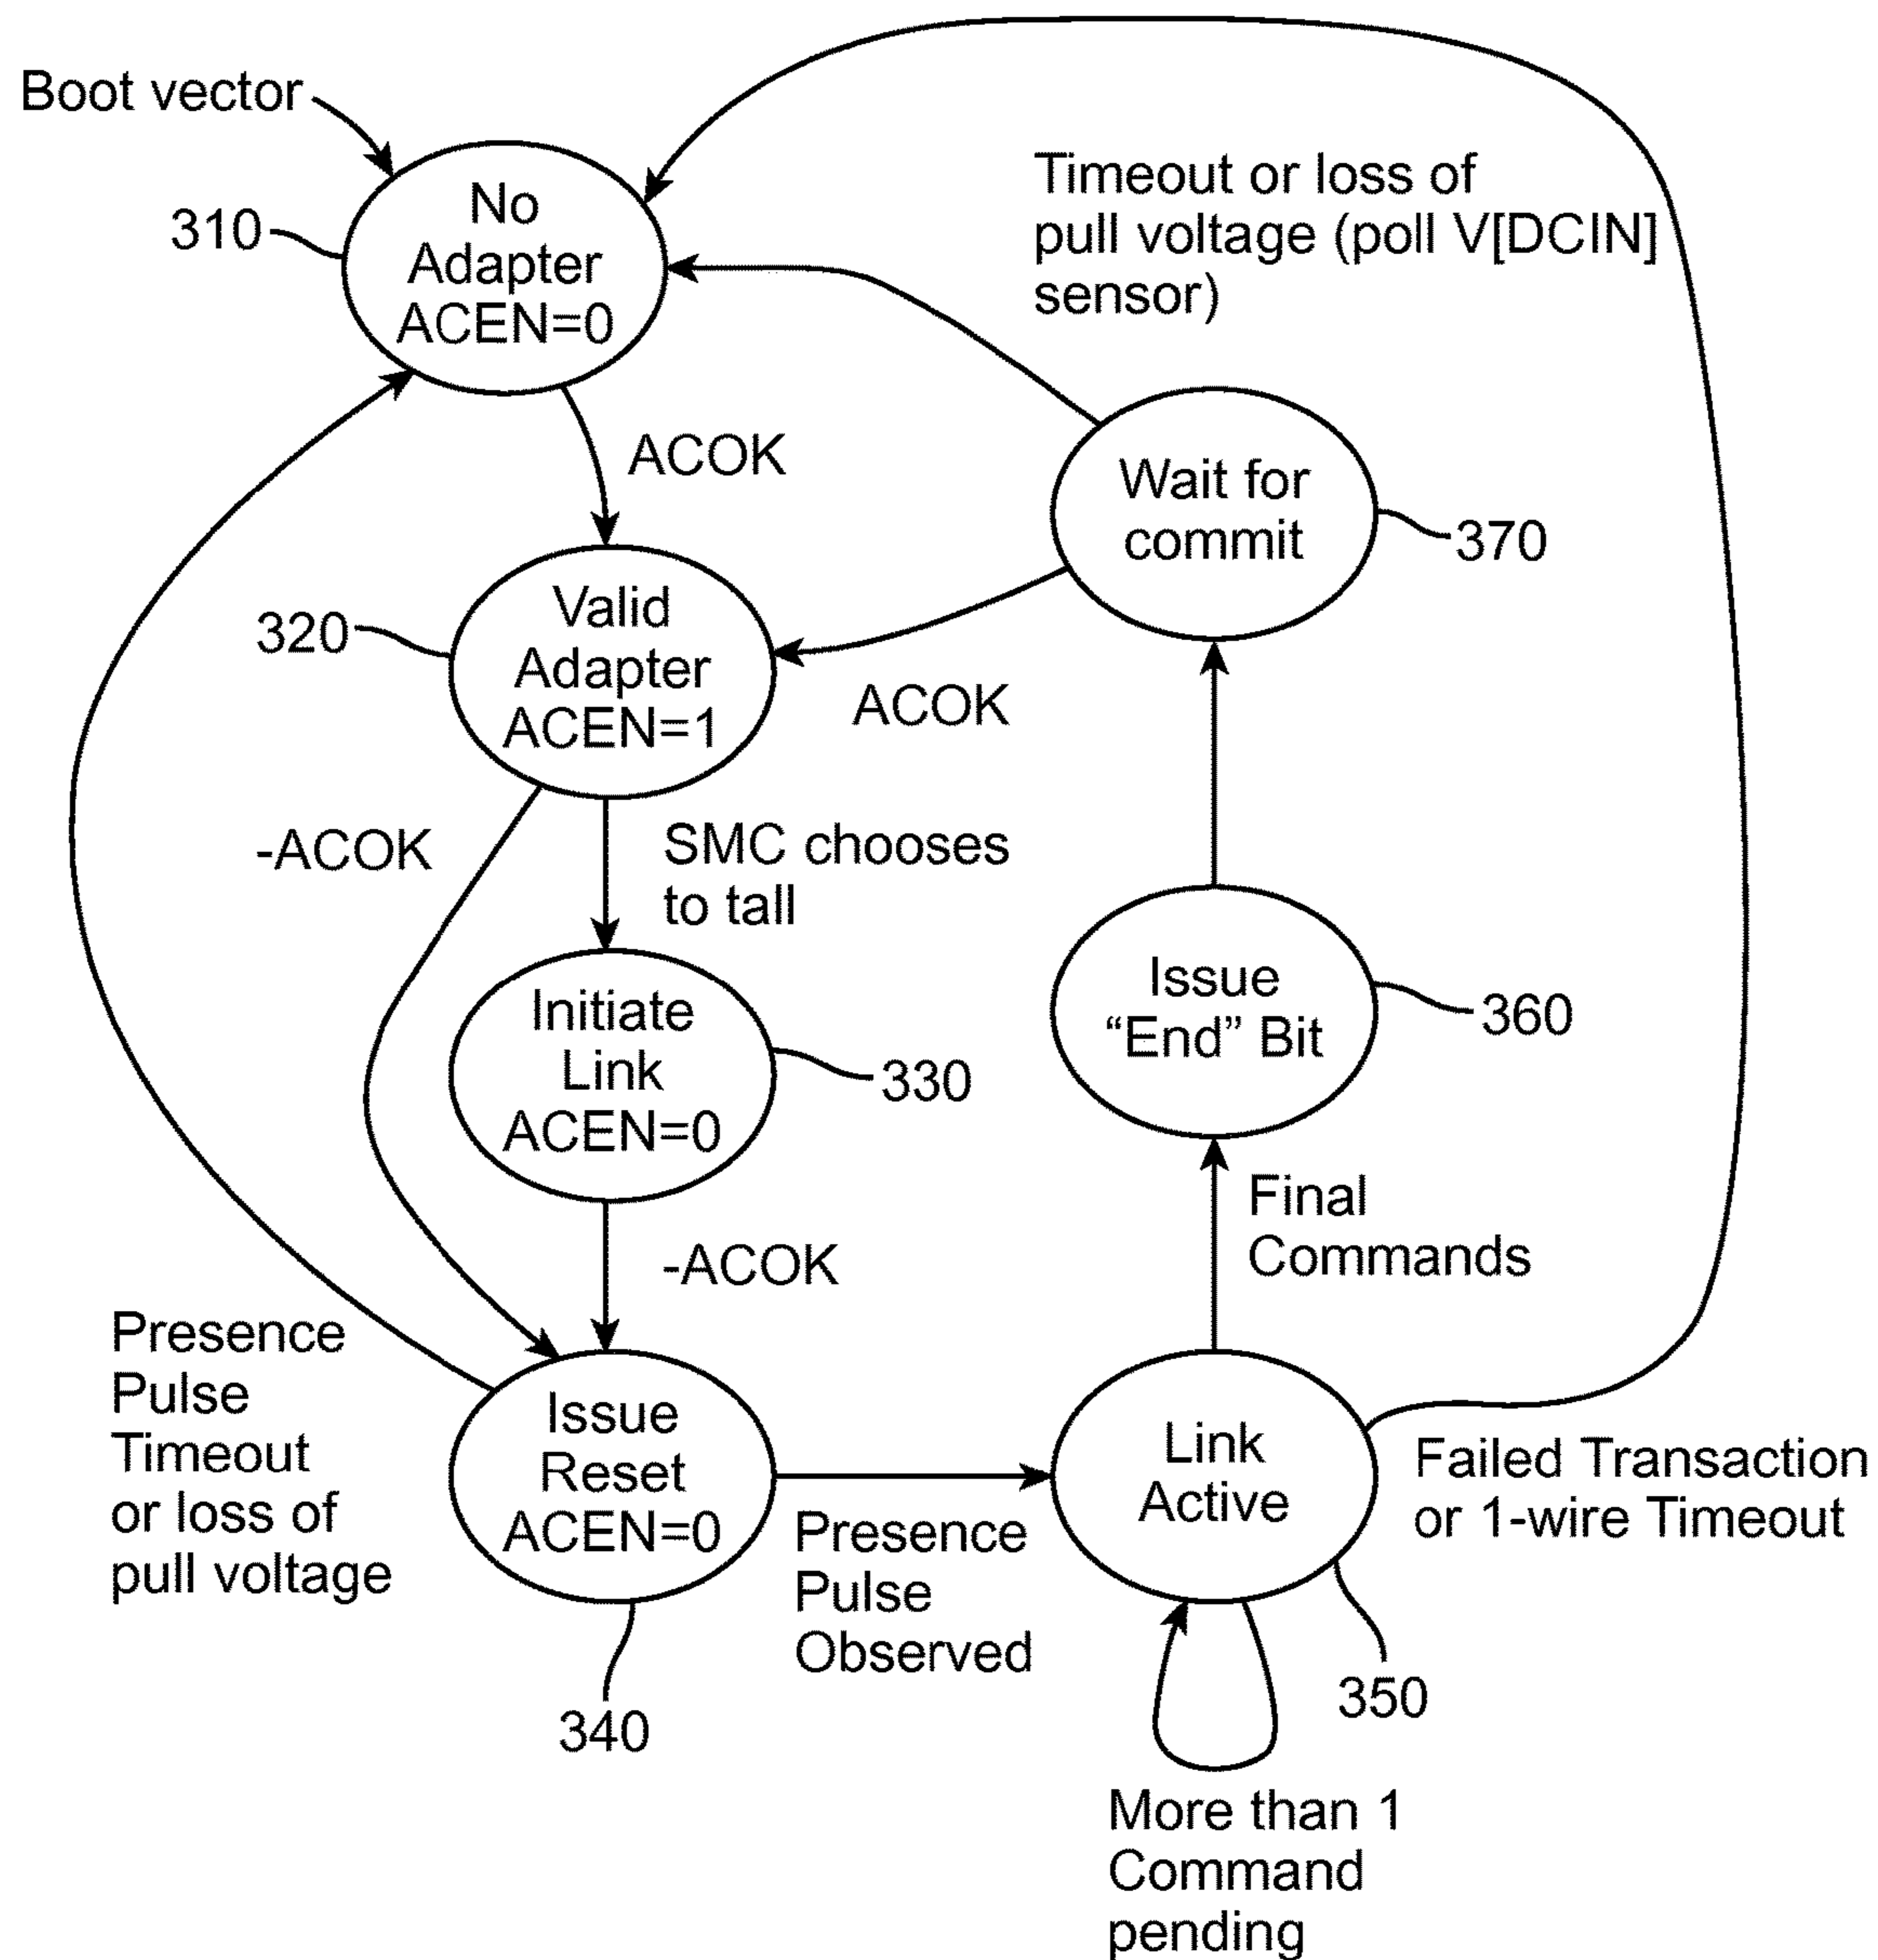 Boot vector
No
Adapter
ACEN=0
310
Timeout or loss of
pull voltage (poll V[DCIN]
sensor)
ACOK
Wait for
commit
370
Valid
Adapter
ACEN=1
320
ACOK
-ACOK
SMC chooses
to tall
Initiate
Link
ACEN=0
330
Issue
“End” Bit
360
-ACOK
Final
Commands
Presence
Pulse
Timeout
or loss of
pull voltage
Issue
Reset
ACEN=0
340
Presence
Pulse
Observed
Link
Active
350
Failed Transaction
or 1-wire Timeout
More than 1
Command
pending